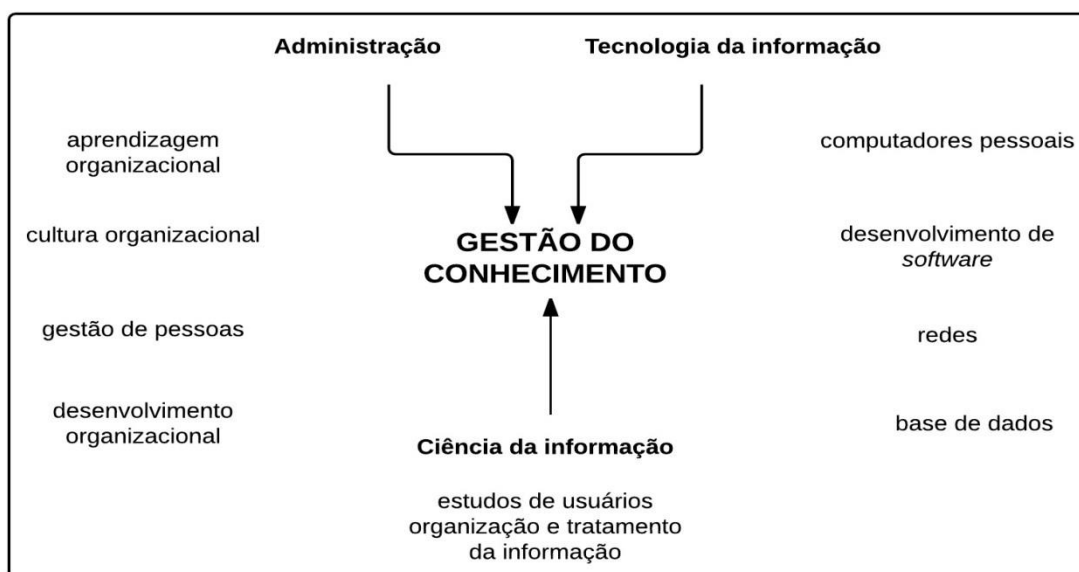 Administração
Tecnologia da informação
aprendizagem
organizacional
computadores pessoais
cultura organizacional
GESTÃO DO
CONHECIMENTO
desenvolvimento de
software
gestão de pessoas
redes
desenvolvimento
organizacional
base de dados
Ciência da informação
estudos de usuários
organização e tratamento
da informação